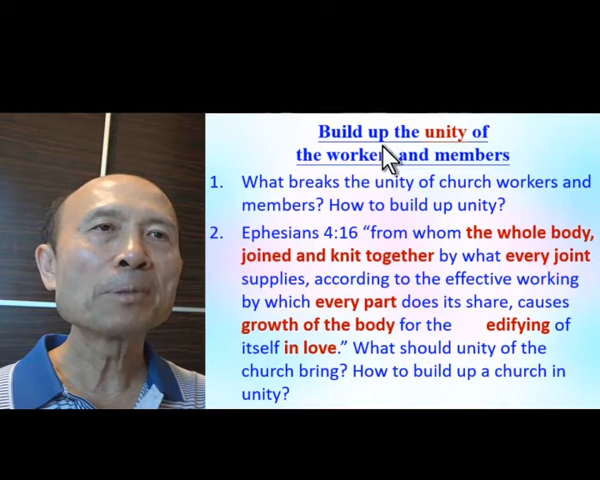 Build up the unity of
the workers and members
1. What breaks the unity of church workers and
members? How to build up unity?
2. Ephesians 4:16 “from whom the whole body,
joined and knit together by what every joint
supplies, according to the effective working
by which every part does its share, causes
growth of the body for the edifying of
itself in love.” What should unity of the
church bring? How to build up a church in
unity?